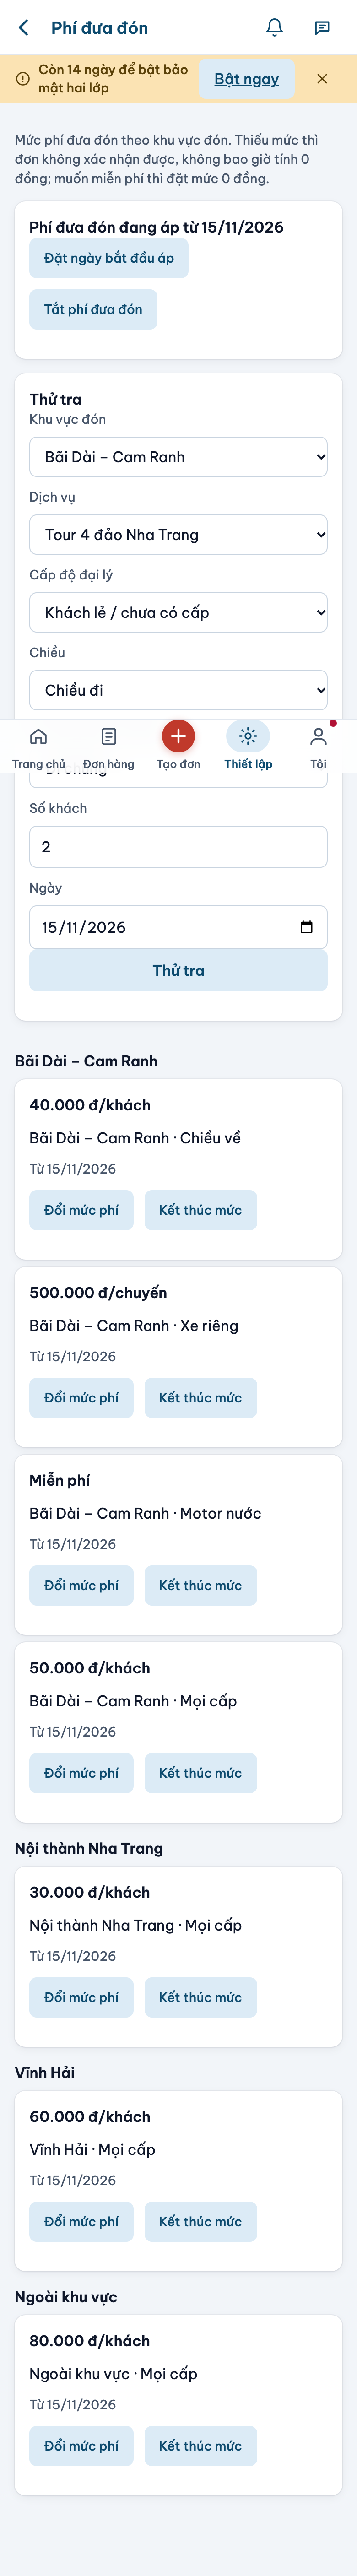 Phí đưa đón
Còn 14 ngày để bật bảo
mật hai lớp
Bật ngay
Mức phí đưa đón theo khu vực đón. Thiếu mức thì
đơn không xác nhận được, không bao giờ tính 0
đồng; muốn miễn phí thì đặt mức 0 đồng.
Phí đưa đón đang áp từ 15/11/2026
Đặt ngày bắt đầu áp
Tắt phí đưa đón
Thử tra
Khu vực đón
Bãi Dài – Cam Ranh
Dịch vụ
Tour 4 đảo Nha Trang
Cấp độ đại lý
Khách lẻ / chưa có cấp
Chiều
Chiều đi
Trang chủ
Đơn hàng
Tạo đơn
Thiết lập
Tôi
Số khách
2
Ngày
15/11/2026
Thử tra
Bãi Dài – Cam Ranh
40.000 đ/khách
Bãi Dài – Cam Ranh · Chiều về
Từ 15/11/2026
Đổi mức phí
Kết thúc mức
500.000 đ/chuyến
Bãi Dài – Cam Ranh · Xe riêng
Từ 15/11/2026
Đổi mức phí
Kết thúc mức
Miễn phí
Bãi Dài – Cam Ranh · Motor nước
Từ 15/11/2026
Đổi mức phí
Kết thúc mức
50.000 đ/khách
Bãi Dài – Cam Ranh · Mọi cấp
Từ 15/11/2026
Đổi mức phí
Kết thúc mức
Nội thành Nha Trang
30.000 đ/khách
Nội thành Nha Trang · Mọi cấp
Từ 15/11/2026
Đổi mức phí
Kết thúc mức
Vĩnh Hải
60.000 đ/khách
Vĩnh Hải · Mọi cấp
Từ 15/11/2026
Đổi mức phí
Kết thúc mức
Ngoài khu vực
80.000 đ/khách
Ngoài khu vực · Mọi cấp
Từ 15/11/2026
Đổi mức phí
Kết thúc mức